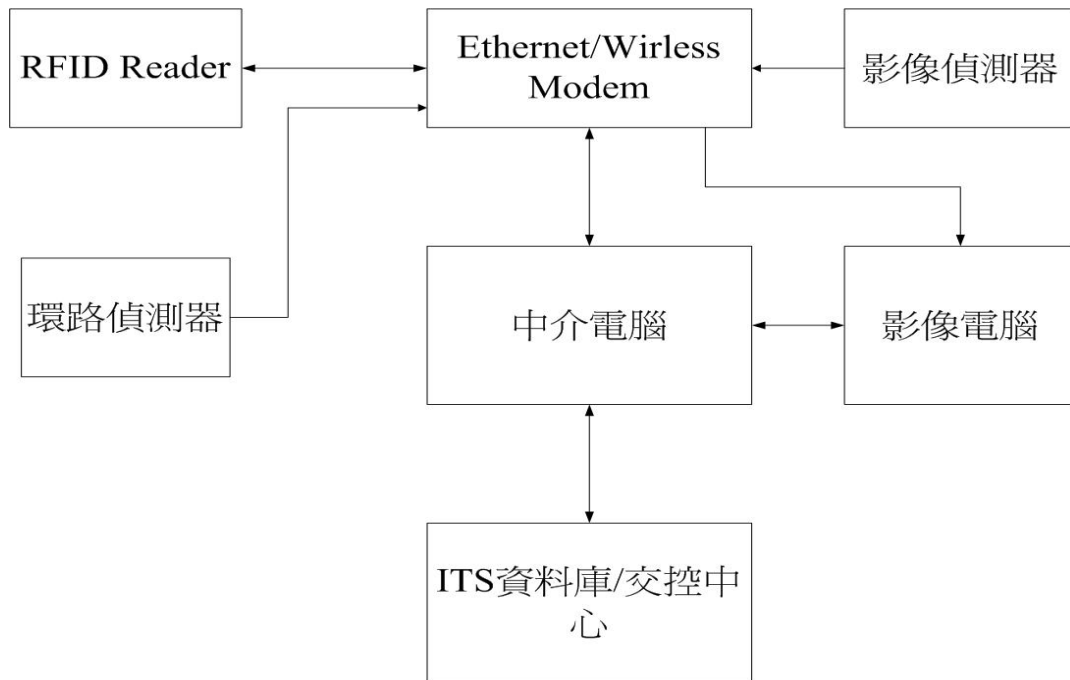 RFID Reader
Ethernet/Wirless
Modem
影像偵測器
環路偵測器
中介電腦
影像電腦
ITS資料庫/交控中
心